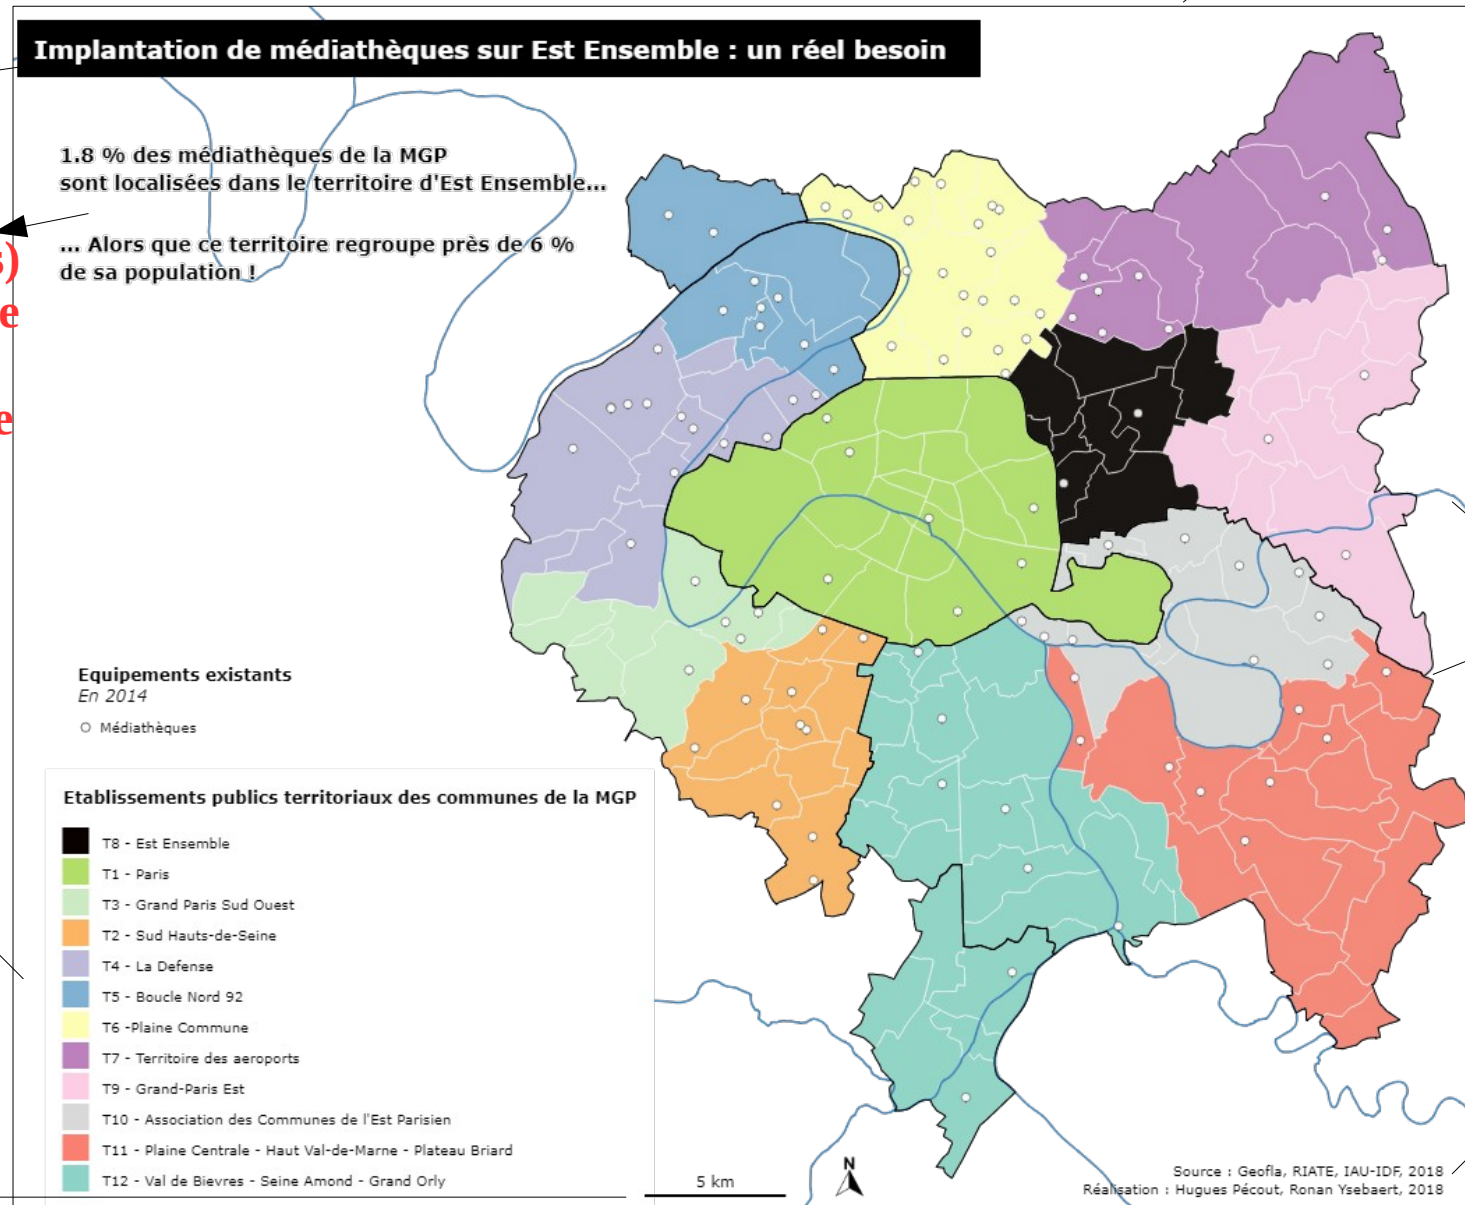 Implantation de médiathèques sur Est Ensemble : un réel besoin
1.8 % des médiathèques de la MGP
sont localisées dans le territoire d'Est Ensemble...
... Alors que ce territoire regroupe près de 6 %
de sa population !
s)
e
e
Equipements existants
En 2014
Médiathèques
Etablissements publics territoriaux des communes de la MGP
T8 - Est Ensemble
T1 - Paris
T3 - Grand Paris Sud Ouest
T2 - Sud Hauts-de-Seine
T4 - La Defense
T5 - Boucle Nord 92
T6 -Plaine Commune
T7 - Territoire des aeroports
T9 - Grand-Paris Est
T10 - Association des Communes de l'Est Parisien
T11 - Plaine Centrale - Haut Val-de-Marne - Plateau Briard
T12 - Val de Bievres - Seine Amond - Grand Orly
5 km
N
Source : Geofla, RIATE, IAU-IDF, 2018
Réalisation : Hugues Pécout, Ronan Ysebaert, 2018